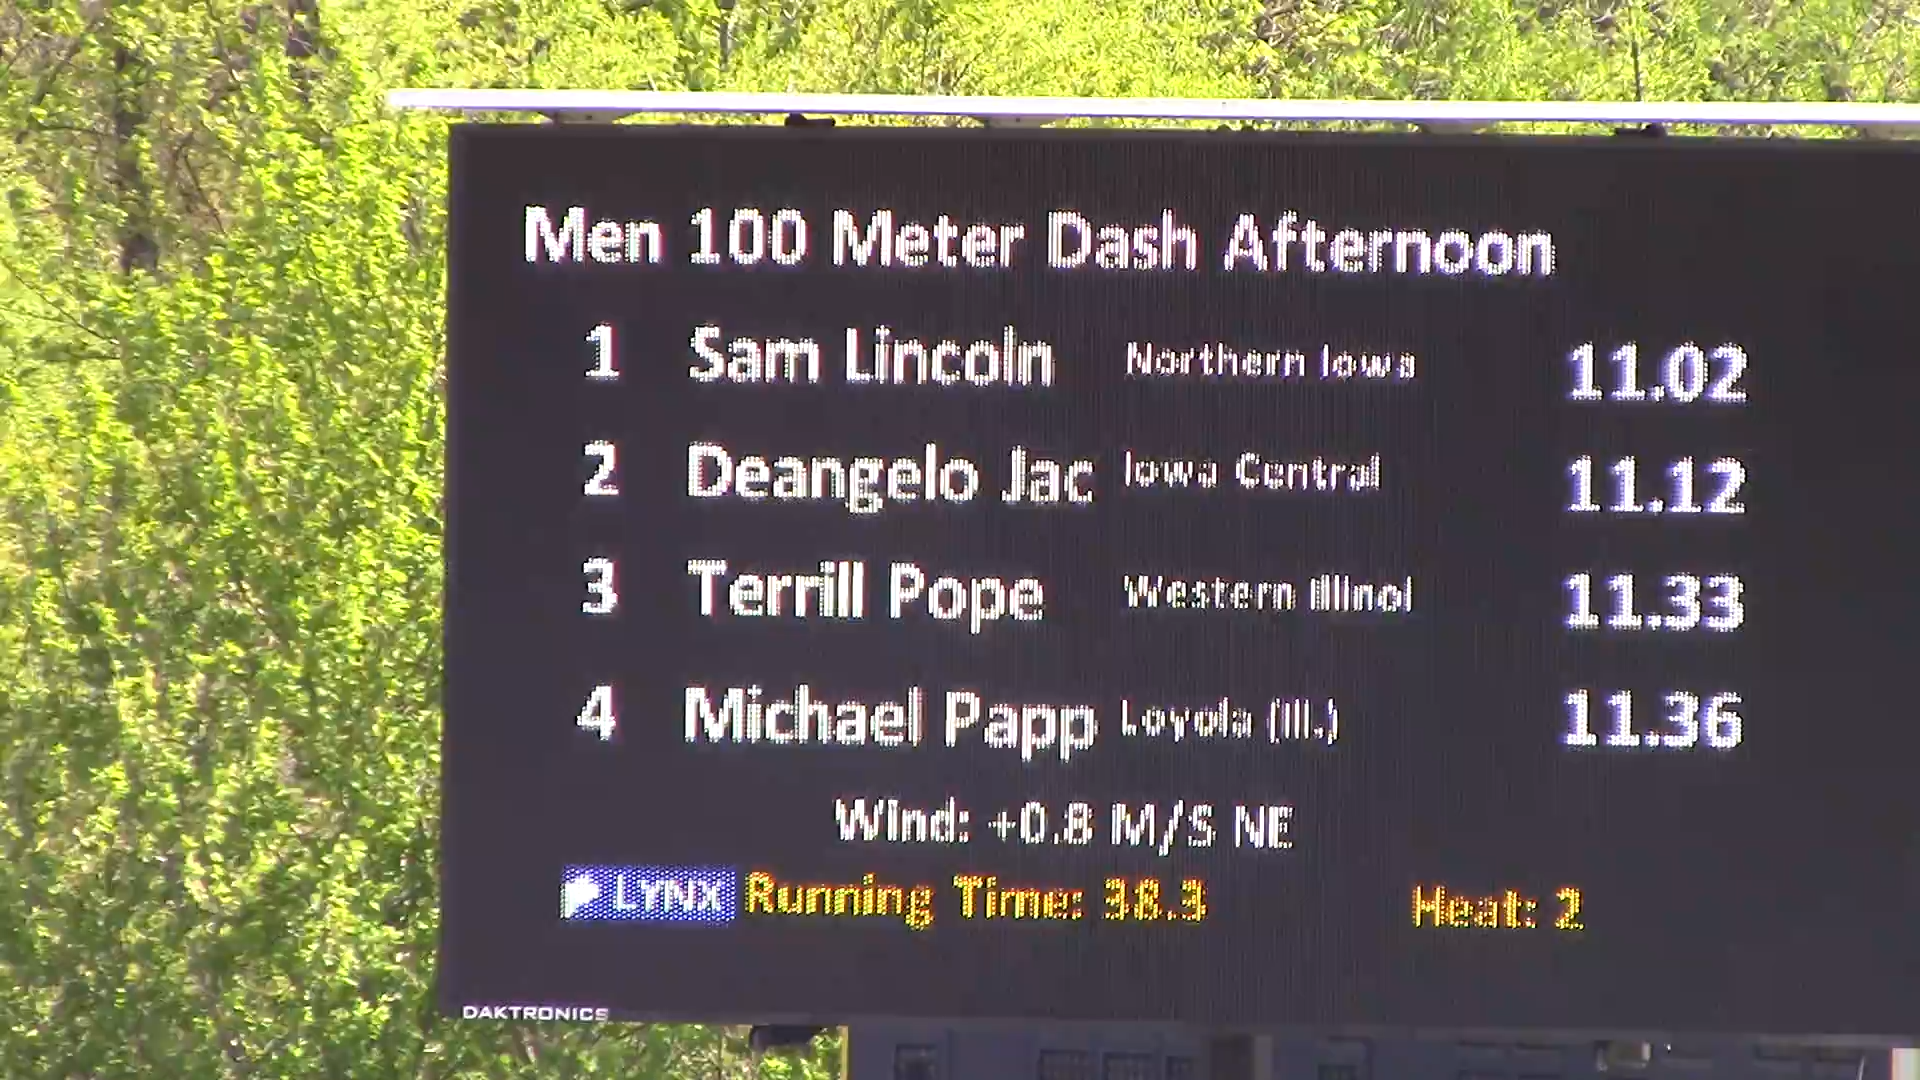 Men 100 Meter Dash Afternoon
1 Sam Lincoln Northern Iowa 11.02
2 Deangelo Jac Iowa Central 11.12
3 Terrill Pope Western Illinoi 11.33
4 Michael Papp Loyola (Ill.) 11.36
Wind: +0.8 M/S NE
LYNX Running Time: 38.3 Heat: 2
DAKTRONICS